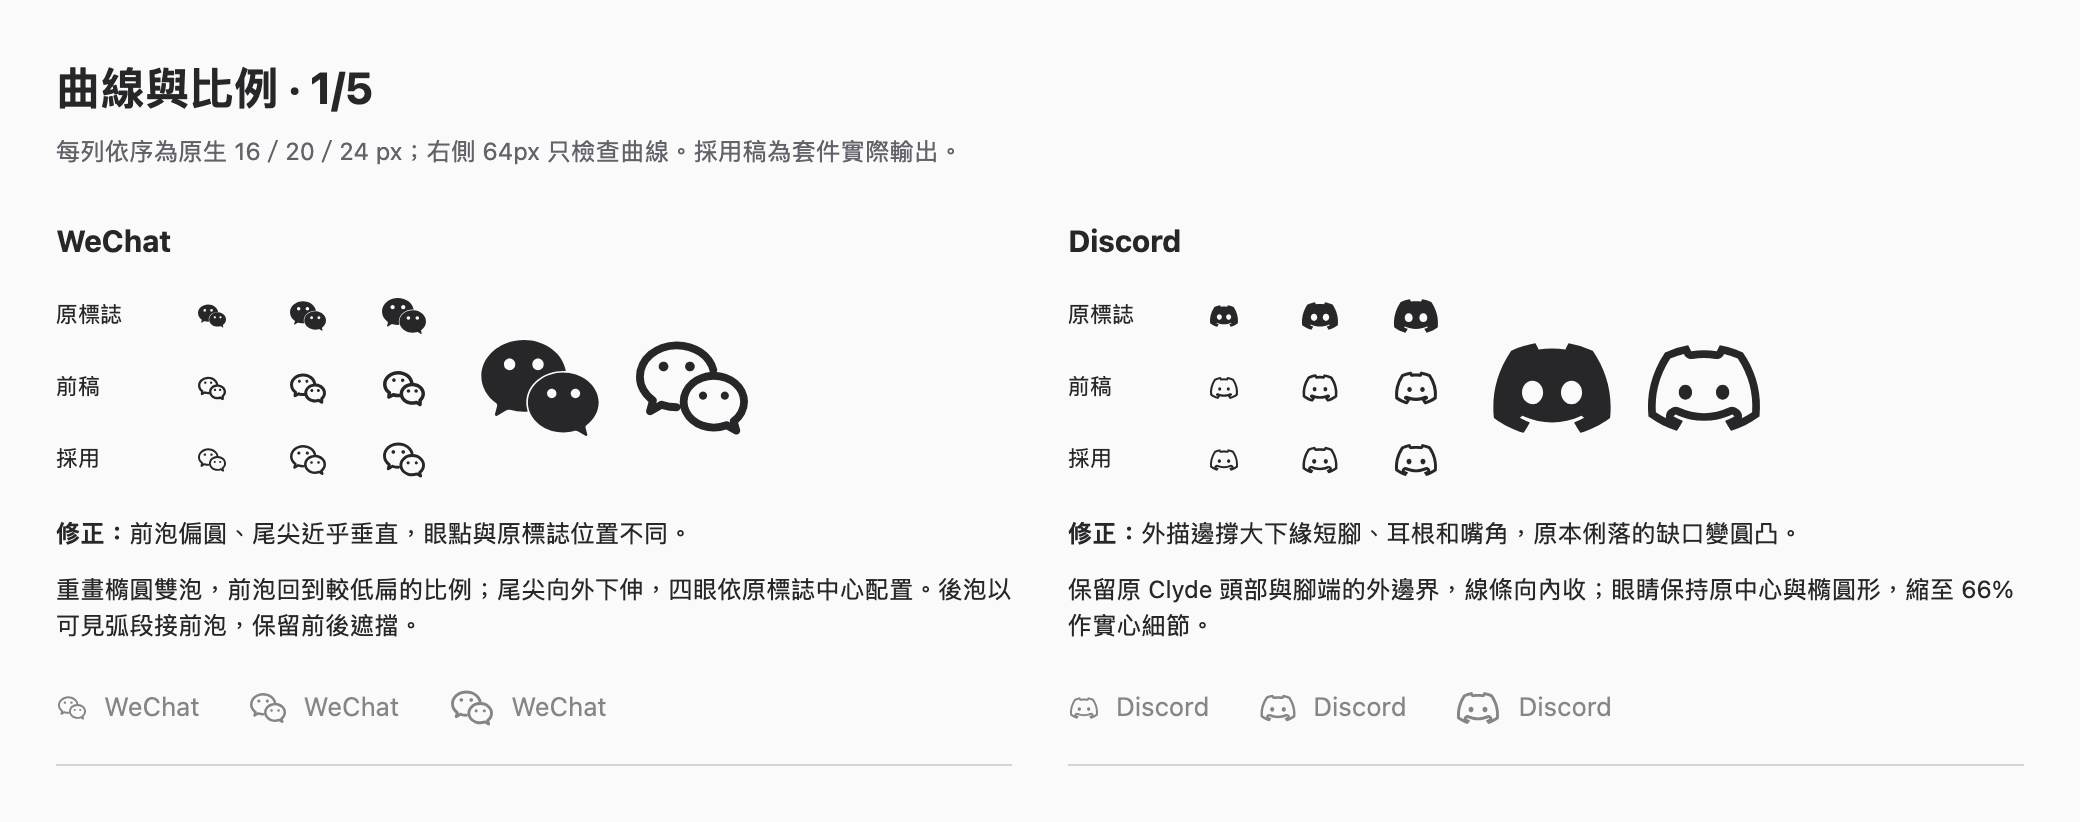 曲線與比例 · 1/5
每列依序為原生 16 / 20 / 24 px；右側 64px 只檢查曲線。採用稿為套件實際輸出。
WeChat
原標誌
前稿
採用
修正：前泡偏圓、尾尖近乎垂直，眼點與原標誌位置不同。
重畫橢圓雙泡，前泡回到較低扁的比例；尾尖向外下伸，四眼依原標誌中心配置。後泡以
可見弧段接前泡，保留前後遮擋。
WeChat WeChat WeChat
Discord
原標誌
前稿
採用
修正：外描邊撐大下緣短腳、耳根和嘴角，原本俐落的缺口變圓凸。
保留原 Clyde 頭部與腳端的外邊界，線條向內收；眼睛保持原中心與橢圓形，縮至 66%
作實心細節。
Discord Discord Discord